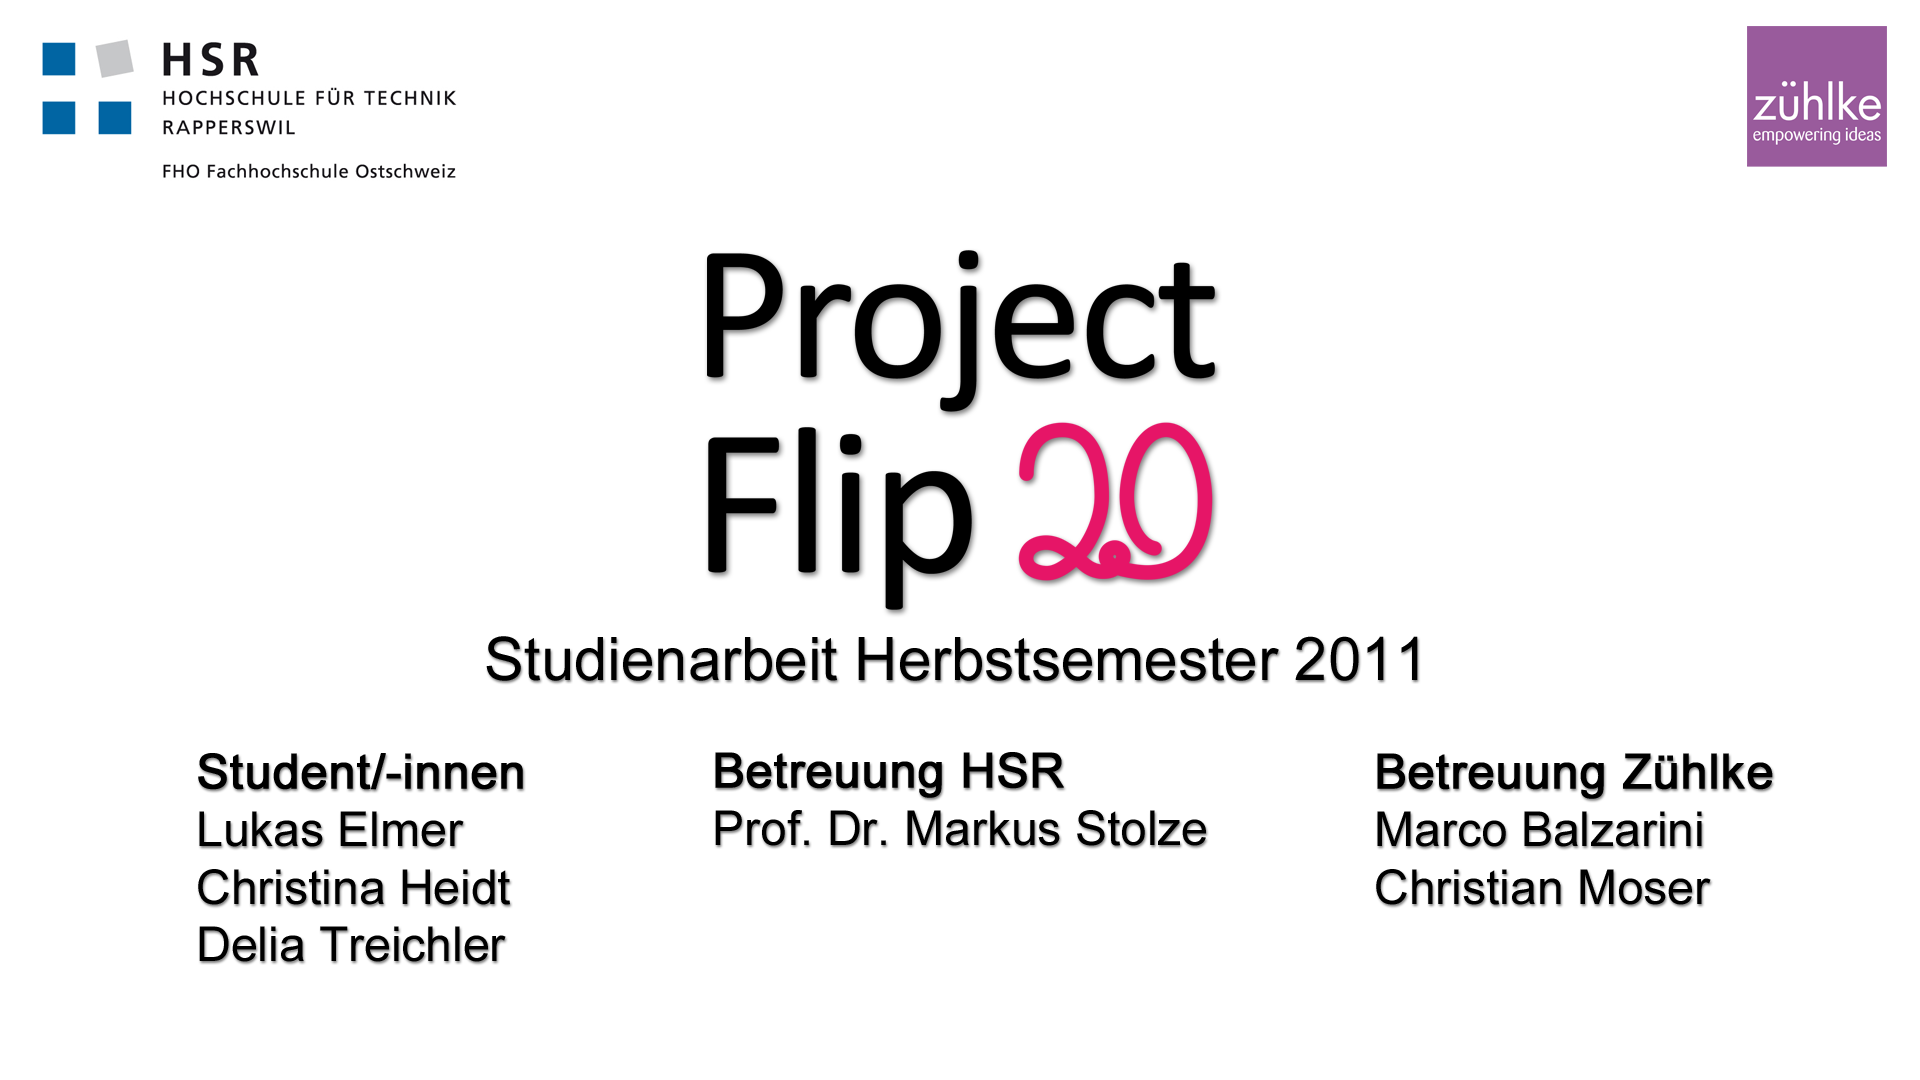 HSR
HOCHSCHULE FÜR TECHNIK
RAPPERSWIL
FHO Fachhochschule Ostschweiz
zühlke
empowering ideas
Project
Flip 2.0
Studienarbeit Herbstsemester 2011
Student/-innen
Lukas Elmer
Christina Heidt
Delia Treichler
Betreuung HSR
Prof. Dr. Markus Stolze
Betreuung Zühlke
Marco Balzarini
Christian Moser